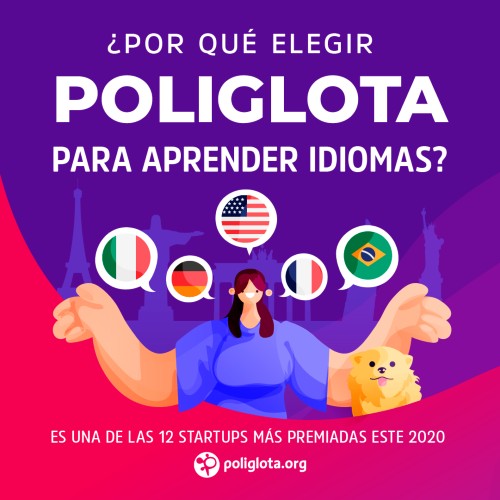 ¿POR QUÉ ELEGIR
POLIGLOTA
PARA APRENDER IDIOMAS?
ES UNA DE LAS 12 STARTUPS MÁS PREMIADAS ESTE 2020
poliglota.org